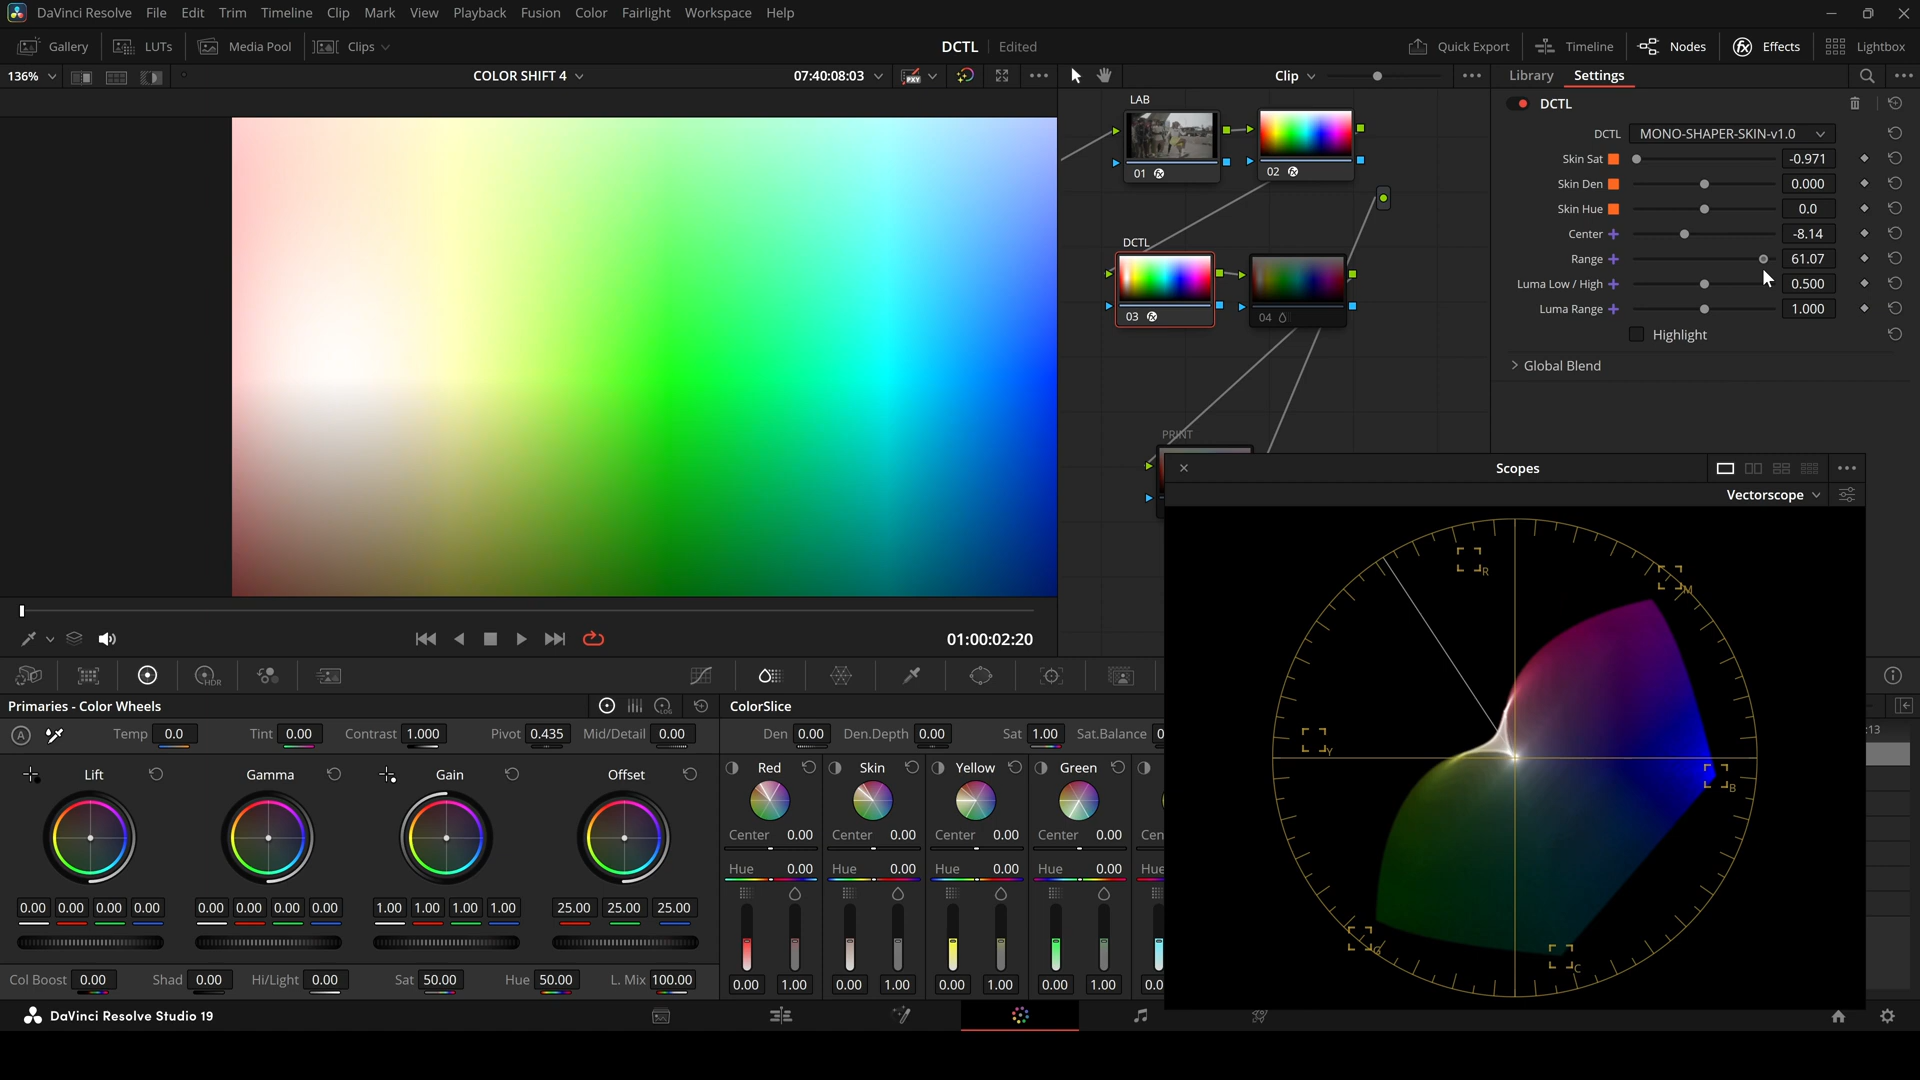 DaVinci Resolve File Edit Trim Timeline Clip Mark View Playback Fusion Color Fairlight Workspace Help
Gallery LUTs Media Pool Clips DCTL Edited Quick Export Timeline Nodes Effects Lightbox
136% COLOR SHIFT 4 07:40:08:03 PXY Clip Library Settings
DCTL
DCTL MONO-SHAPER-SKIN-v1.0
Skin Sat -0.971
Skin Den 0.000
Skin Hue 0.0
Center -8.14
Range 61.07
Luma Low / High 0.500
Luma Range 1.000
Highlight
Global Blend
LAB
01 02
DCTL
03 04
PRINT
Scopes
Vectorscope
R
M
Y
B
G
C
01:00:02:20
HDR
Primaries - Color Wheels LOG
A Temp 0.0 Tint 0.00 Contrast 1.000 Pivot 0.435 Mid/Detail 0.00
Lift Gamma Gain Offset
0.00 0.00 0.00 0.00 0.00 0.00 0.00 0.00 1.00 1.00 1.00 1.00 25.00 25.00 25.00
Col Boost 0.00 Shad 0.00 Hi/Light 0.00 Sat 50.00 Hue 50.00 L. Mix 100.00
ColorSlice
Den 0.00 Den.Depth 0.00 Sat 1.00 Sat.Balance 0
:13
Red Skin Yellow Green
Center 0.00 Center 0.00 Center 0.00 Center 0.00 Cen
Hue 0.00 Hue 0.00 Hue 0.00 Hue 0.00 Hue
0.00 1.00 0.00 1.00 0.00 1.00 0.00 1.00 0.0
DaVinci Resolve Studio 19